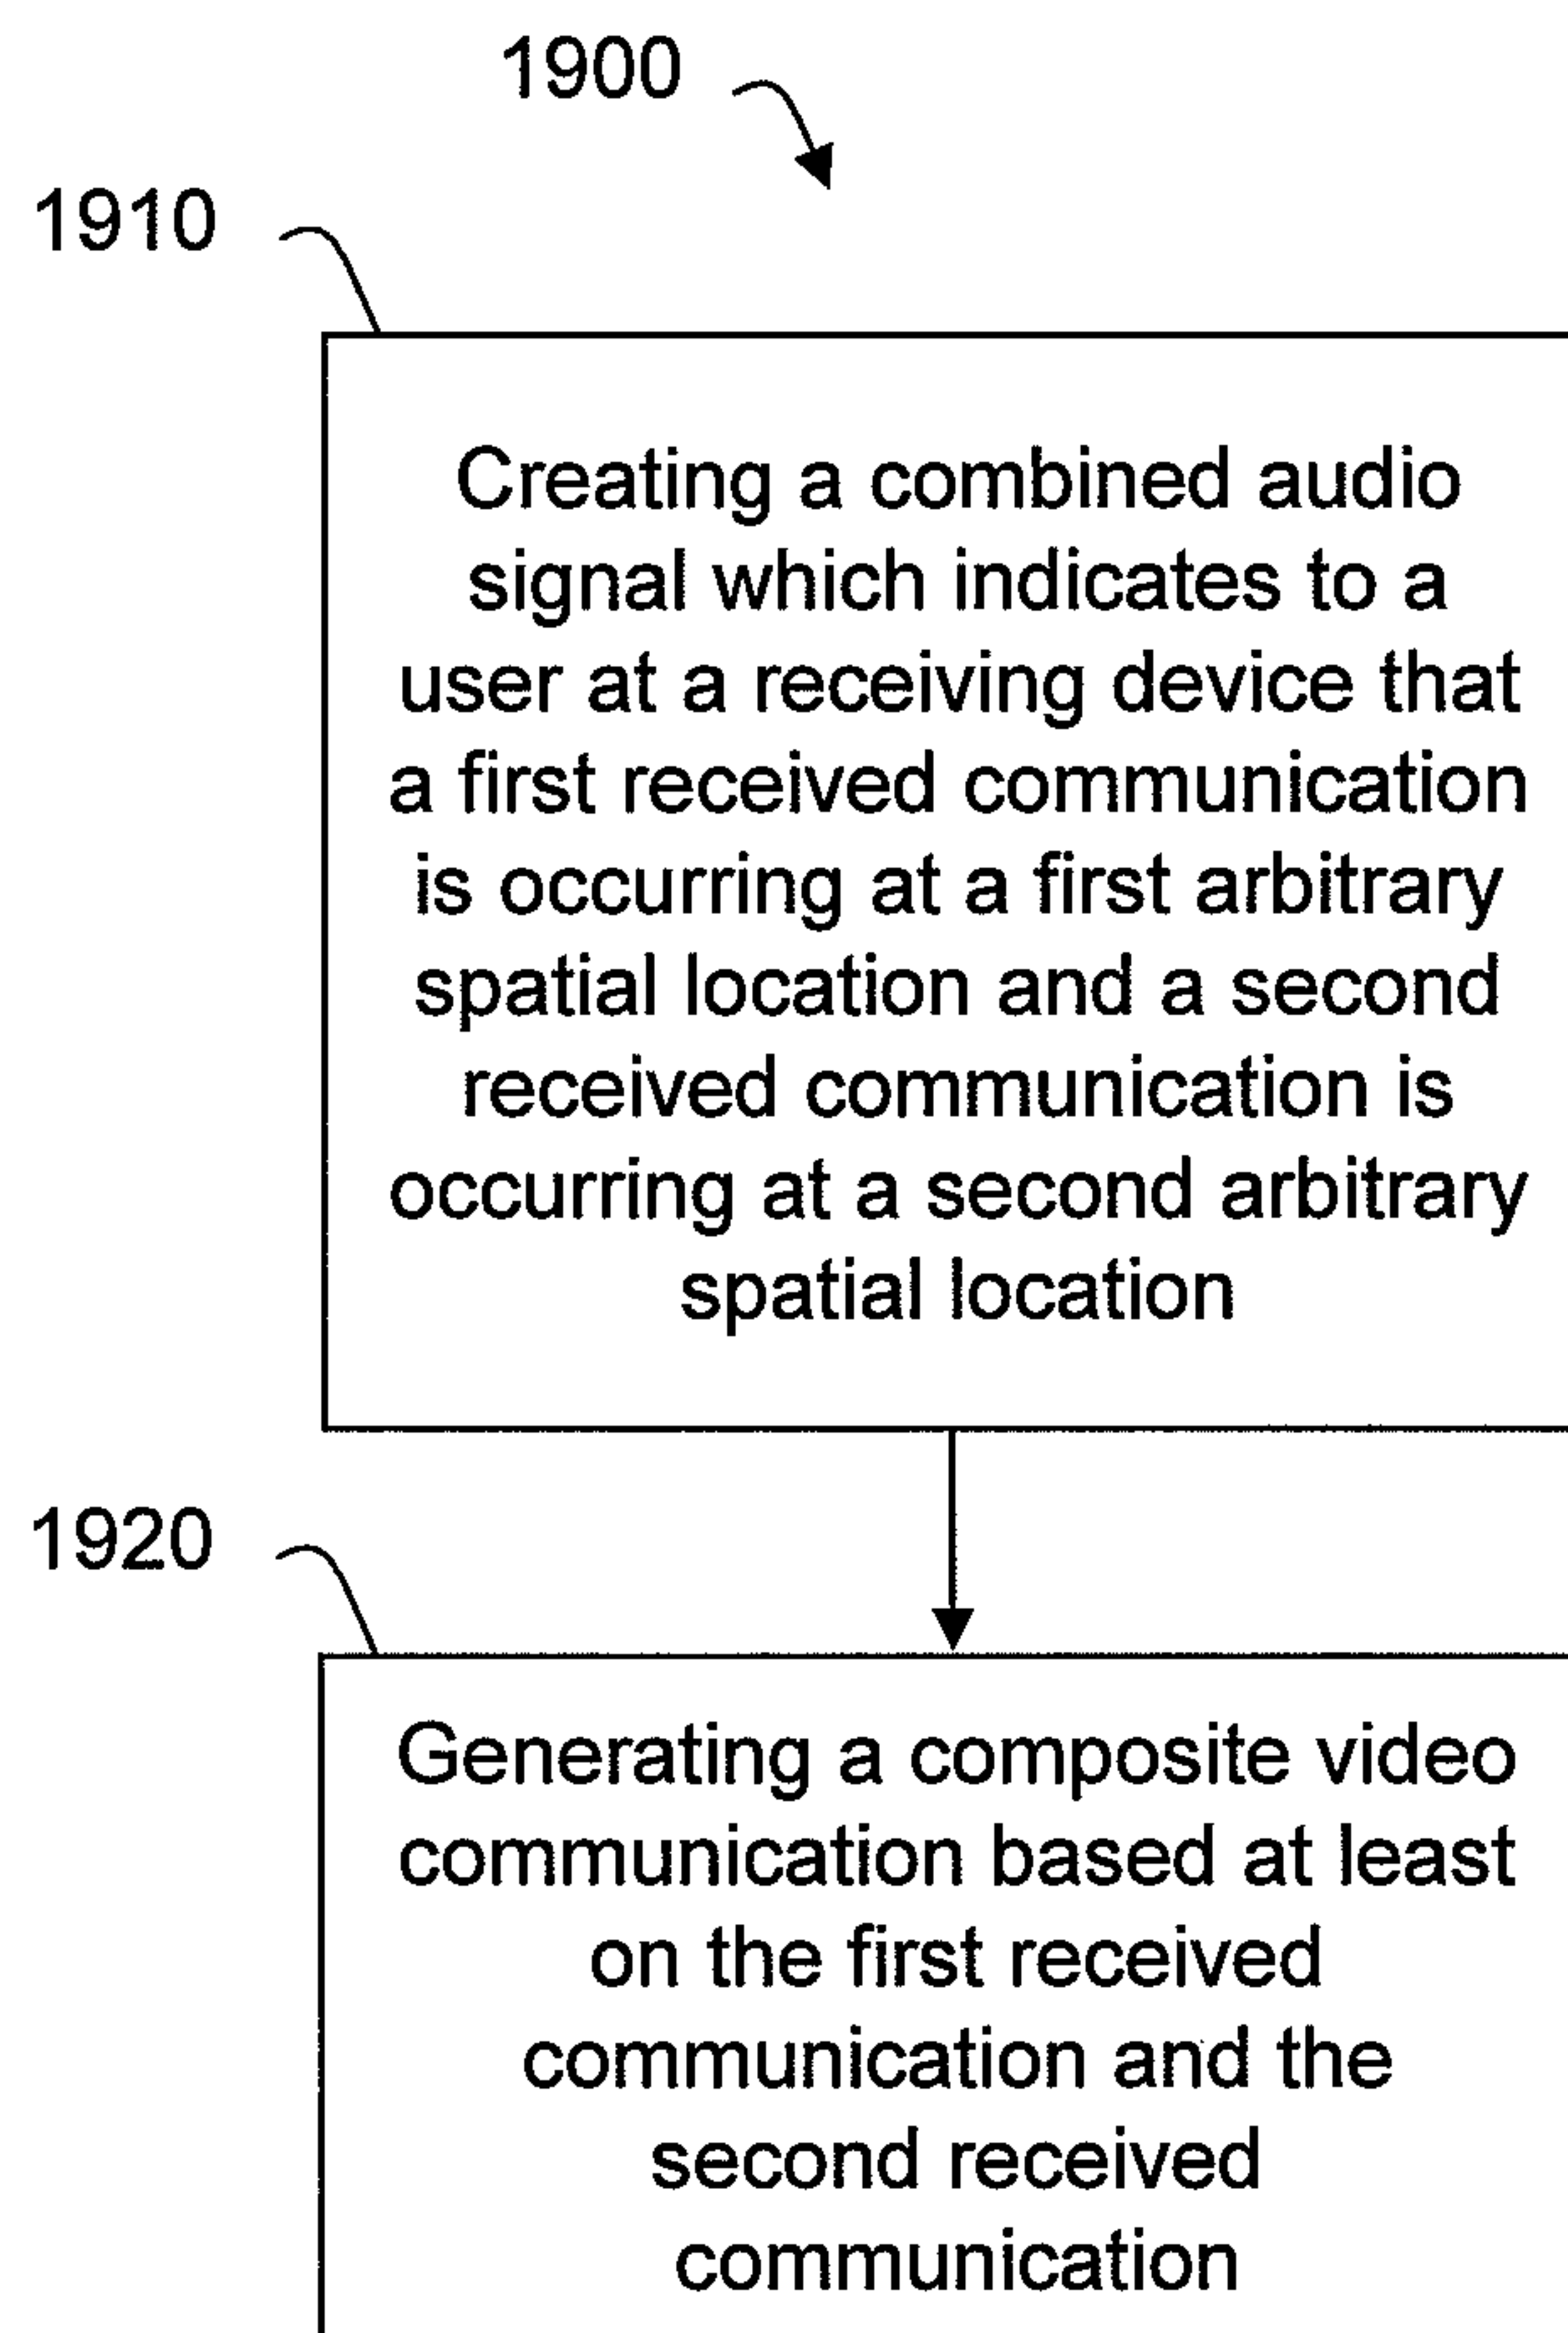 1900
1910
Creating a combined audio
signal which indicates to a
user at a receiving device that
a first received communication
is occurring at a first arbitrary
spatial location and a second
received communication is
occurring at a second arbitrary
spatial location
1920
Generating a composite video
communication based at least
on the first received
communication and the
second received
communication